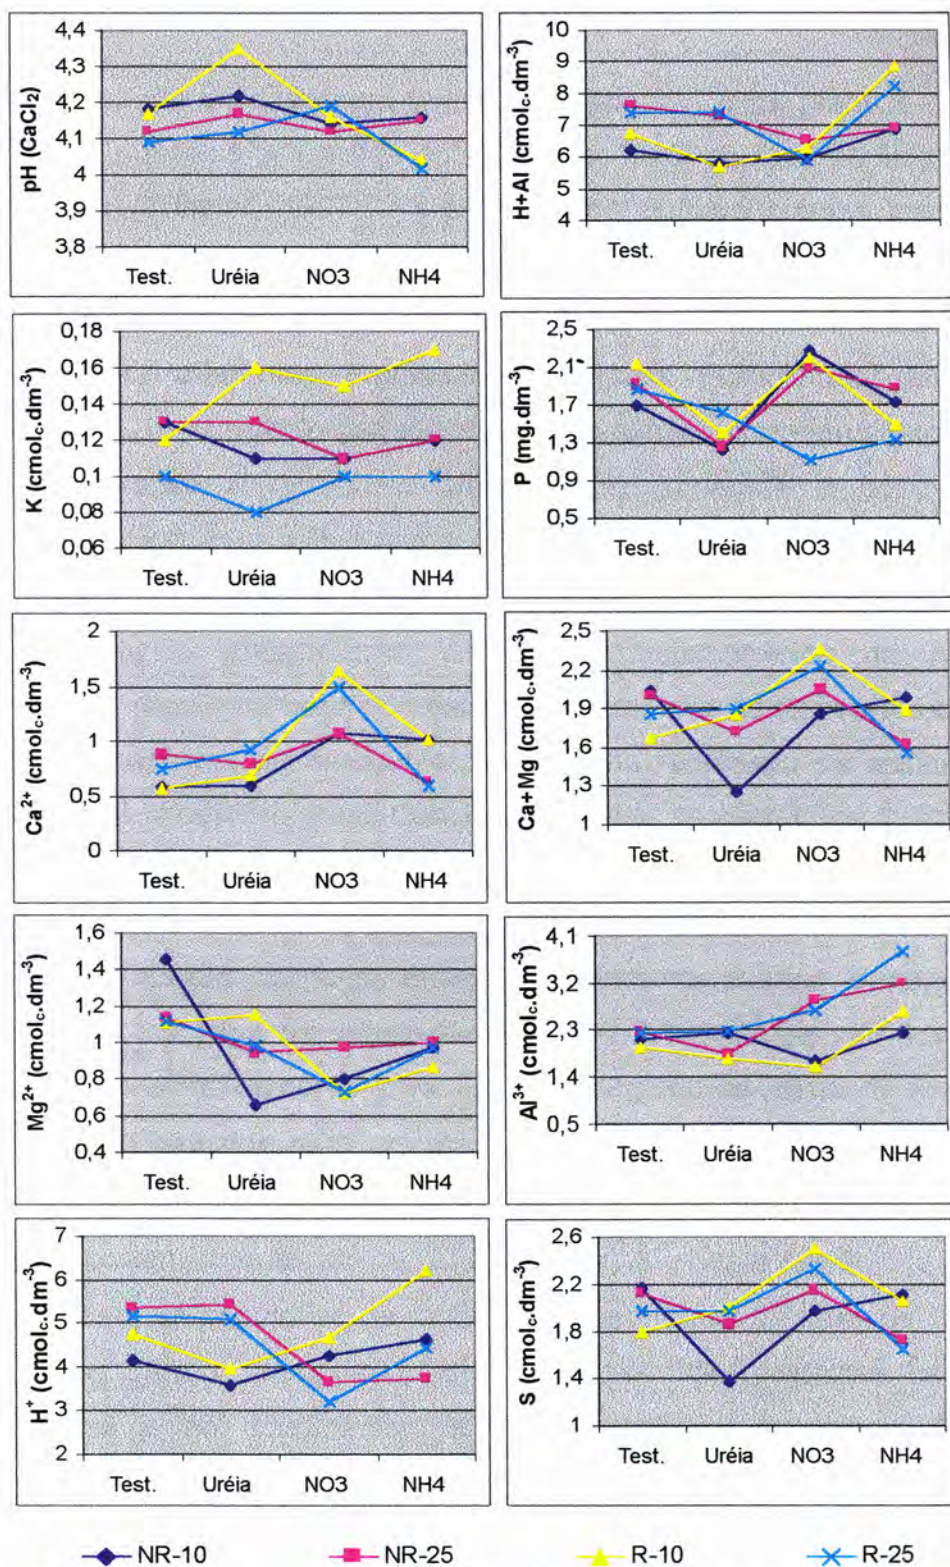 pH (CaCl₂)
4,4
4,3
4,2
4,1
4
3,9
3,8
Test. Uréia NO3 NH4
H+Al (cmolc.dm⁻³)
10
9
8
7
6
5
4
Test. Uréia NO3 NH4
K (cmolc.dm⁻³)
0,18
0,16
0,14
0,12
0,1
0,08
0,06
Test. Uréia NO3 NH4
P (mg.dm⁻³)
2,5
2,1
1,7
1,3
0,9
0,5
Test. Uréia NO3 NH4
Ca²⁺ (cmolc.dm⁻³)
2
1,5
1
0,5
0
Test. Uréia NO3 NH4
Ca+Mg (cmolc.dm⁻³)
2,5
2,2
1,9
1,6
1,3
1
Test. Uréia NO3 NH4
Mg²⁺ (cmolc.dm⁻³)
1,6
1,4
1,2
1
0,8
0,6
0,4
Test. Uréia NO3 NH4
Al³⁺ (cmolc.dm⁻³)
4,1
3,2
2,3
1,4
0,5
Test. Uréia NO3 NH4
H⁺ (cmolc.dm⁻³)
7
6
5
4
3
2
Test. Uréia NO3 NH4
S (cmolc.dm⁻³)
2,6
2,2
1,8
1,4
1
Test. Uréia NO3 NH4
NR-10 NR-25 R-10 R-25